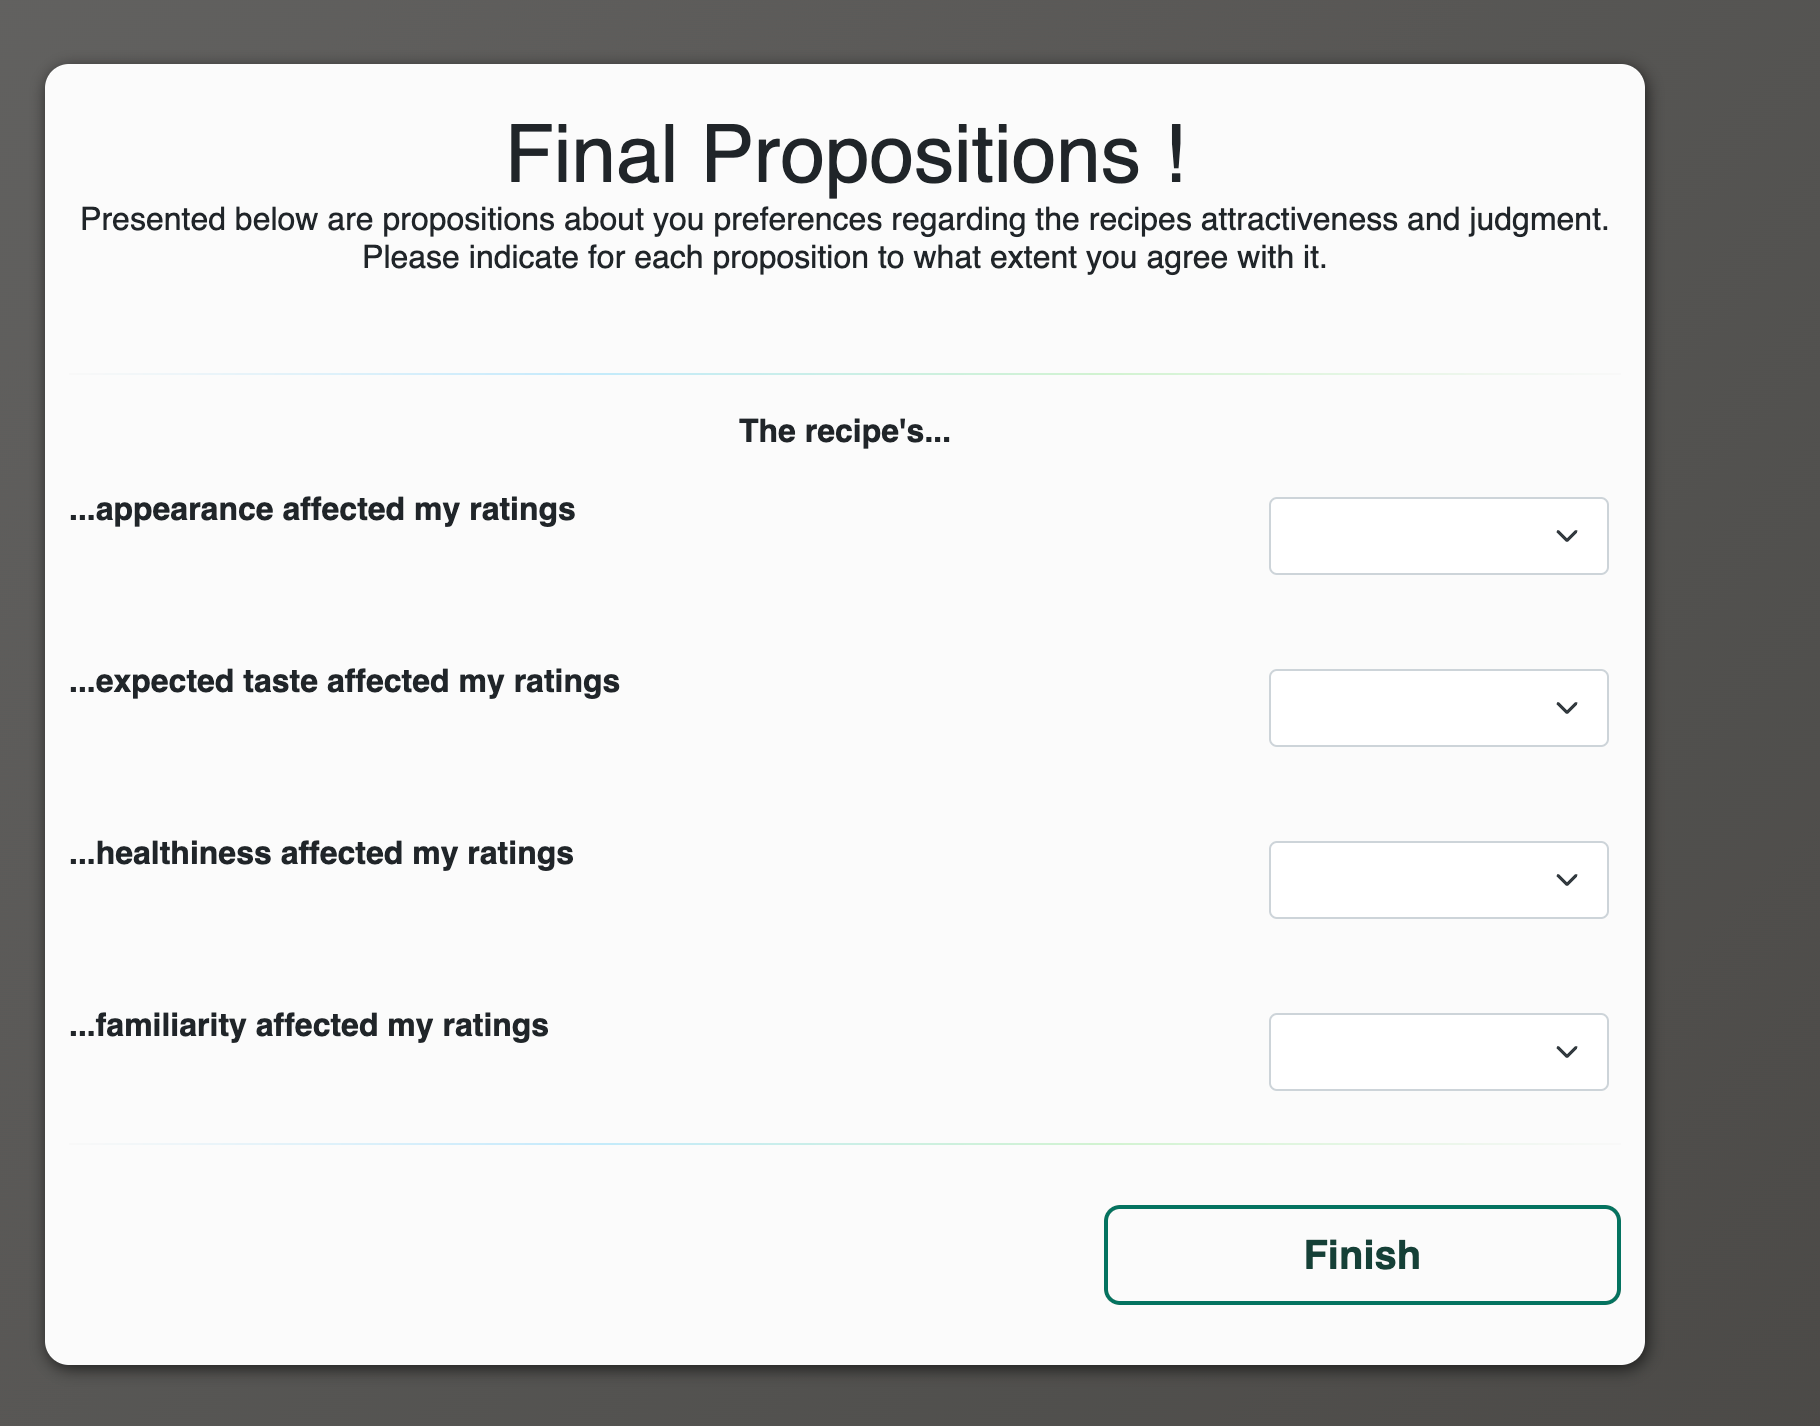 Final Propositions !
Presented below are propositions about you preferences regarding the recipes attractiveness and judgment.
Please indicate for each proposition to what extent you agree with it.
The recipe's...
...appearance affected my ratings
...expected taste affected my ratings
...healthiness affected my ratings
...familiarity affected my ratings
Finish